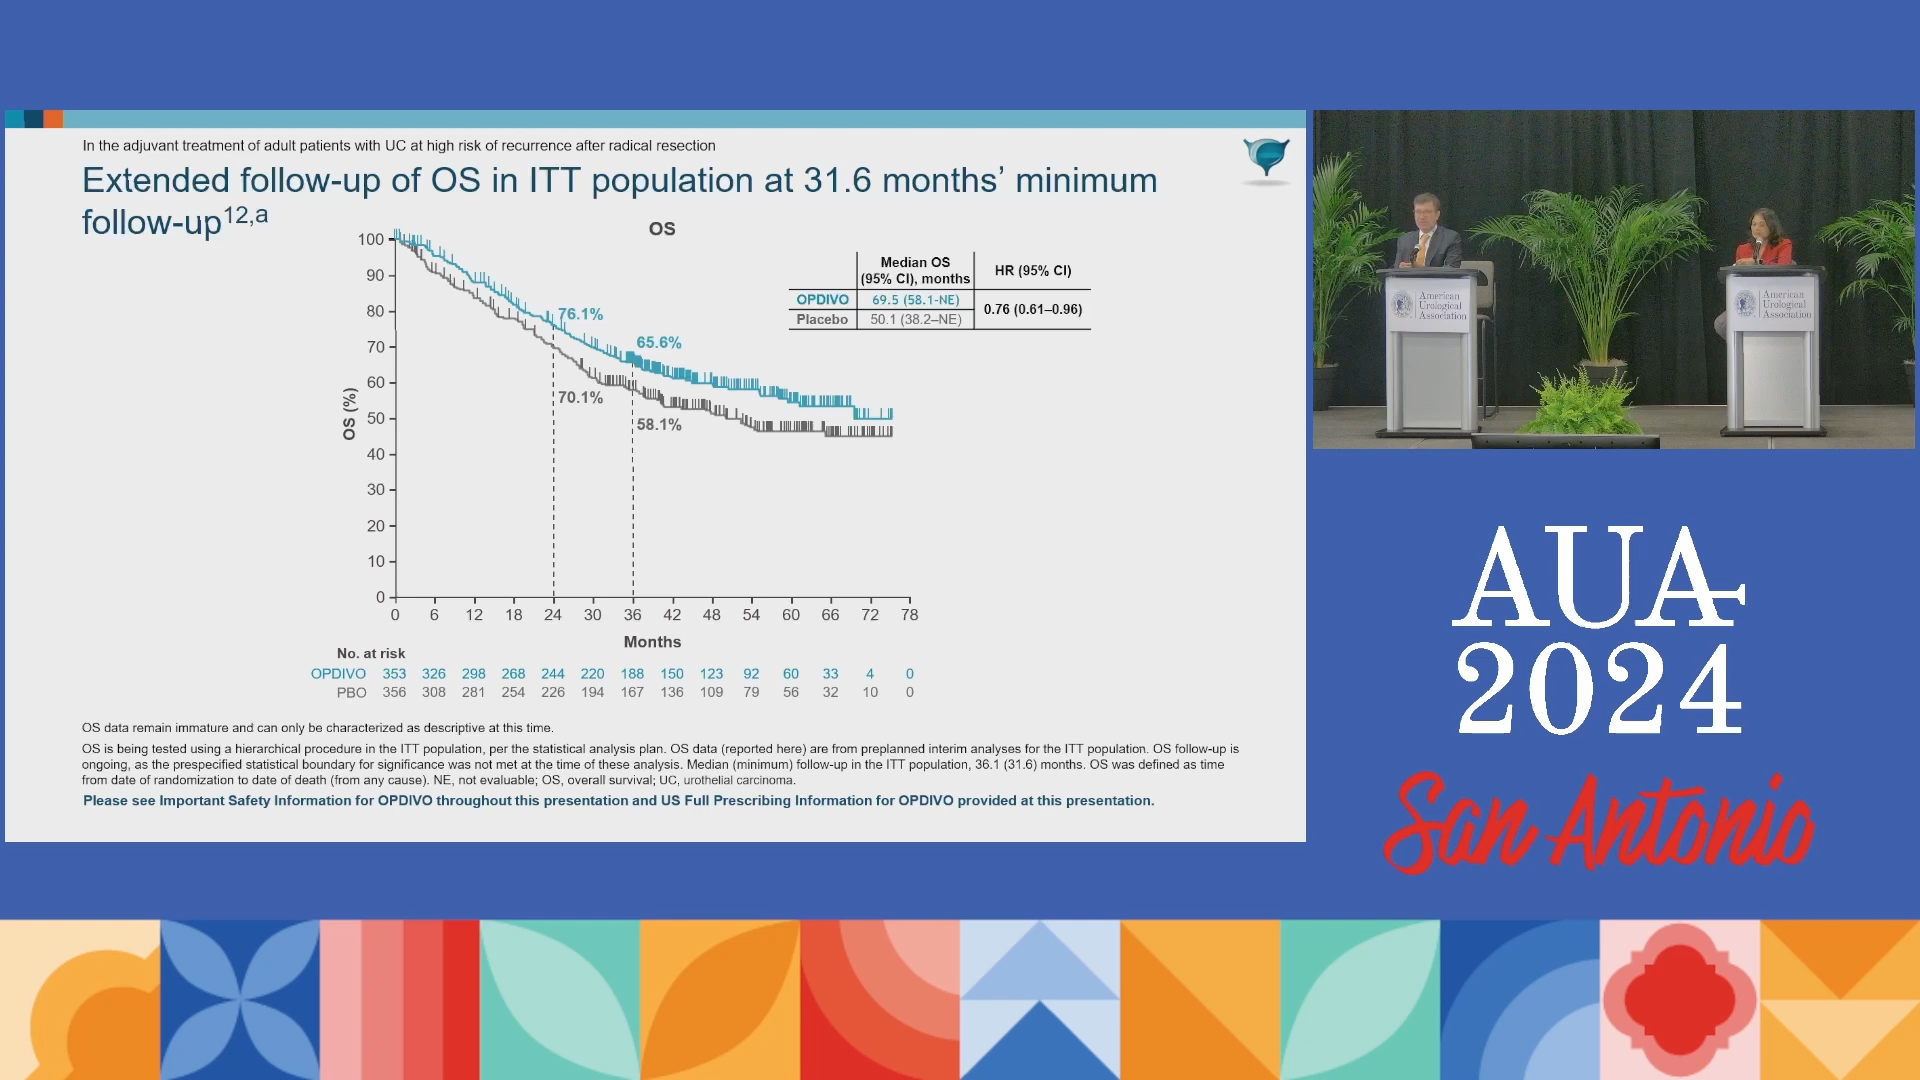 In the adjuvant treatment of adult patients with UC at high risk of recurrence after radical resection
Extended follow-up of OS in ITT population at 31.6 months’ minimum
follow-up12,a
OS
Median OS
(95% CI), months
HR (95% CI)
OPDIVO 69.5 (58.1-NE)
0.76 (0.61–0.96)
Placebo 50.1 (38.2–NE)
OS (%)
100
90
80
70
60
50
40
30
20
10
0
76.1%
65.6%
70.1%
58.1%
0 6 12 18 24 30 36 42 48 54 60 66 72 78
Months
No. at risk
OPDIVO 353 326 298 268 244 220 188 150 123 92 60 33 4 0
PBO 356 308 281 254 226 194 167 136 109 79 56 32 10 0
OS data remain immature and can only be characterized as descriptive at this time.
OS is being tested using a hierarchical procedure in the ITT population, per the statistical analysis plan. OS data (reported here) are from preplanned interim analyses for the ITT population. OS follow-up is
ongoing, as the prespecified statistical boundary for significance was not met at the time of these analysis. Median (minimum) follow-up in the ITT population, 36.1 (31.6) months. OS was defined as time
from date of randomization to date of death (from any cause). NE, not evaluable; OS, overall survival; UC, urothelial carcinoma.
Please see Important Safety Information for OPDIVO throughout this presentation and US Full Prescribing Information for OPDIVO provided at this presentation.
American
Urological
Association
American
Urological
Association
AUA
2024
San Antonio